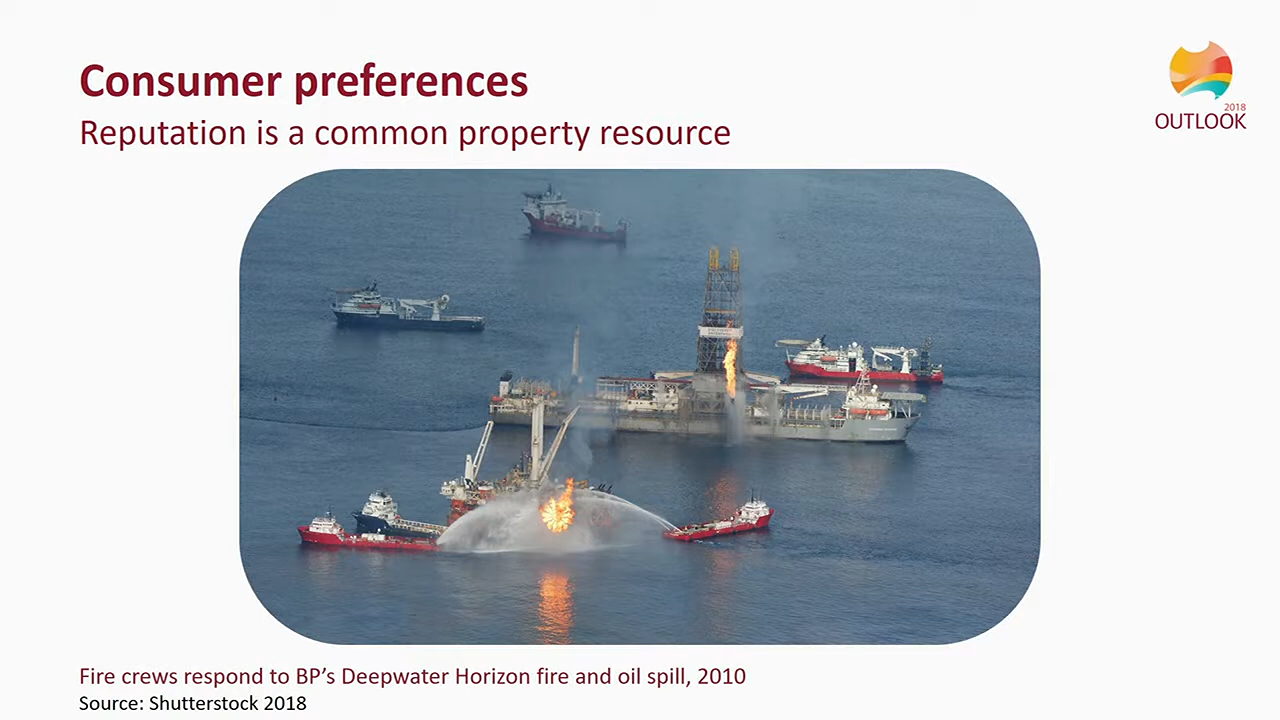 Consumer preferences
Reputation is a common property resource
2018
OUTLOOK
Fire crews respond to BP’s Deepwater Horizon fire and oil spill, 2010
Source: Shutterstock 2018